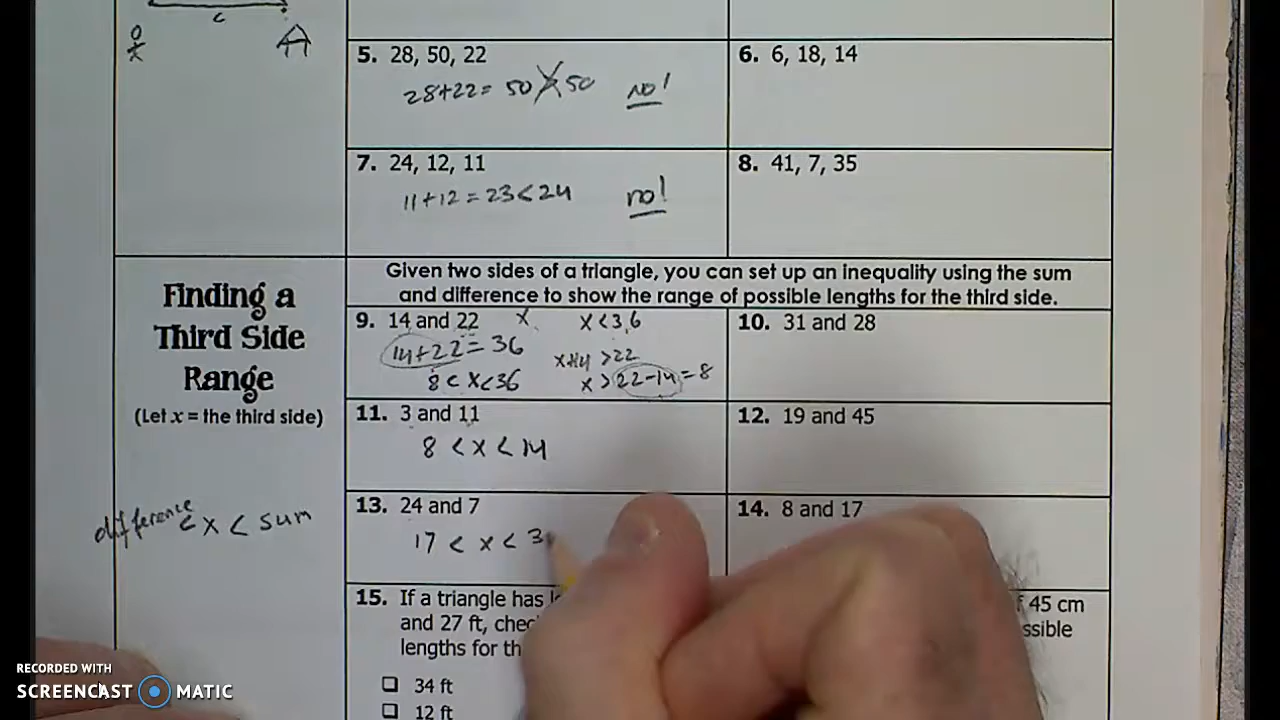 c
5. 28, 50, 22
28+22 = 50 > 50 no!
6. 6, 18, 14
7. 24, 12, 11
11+12 = 23 < 24 no!
8. 41, 7, 35
Finding a
Third Side
Range
(Let x = the third side)
difference < x < sum
Given two sides of a triangle, you can set up an inequality using the sum
and difference to show the range of possible lengths for the third side.
9. 14 and 22 x x < 36
14+22 = 36
x+14 > 22
8 < x < 36
x > 22-14 = 8
10. 31 and 28
11. 3 and 11
8 < x < 14
12. 19 and 45
13. 24 and 7
17 < x < 3
14. 8 and 17
15. If a triangle has
and 27 ft,
lengths for
34 ft
12 ft
45 cm
RECORDED WITH
SCREENCAST MATIC